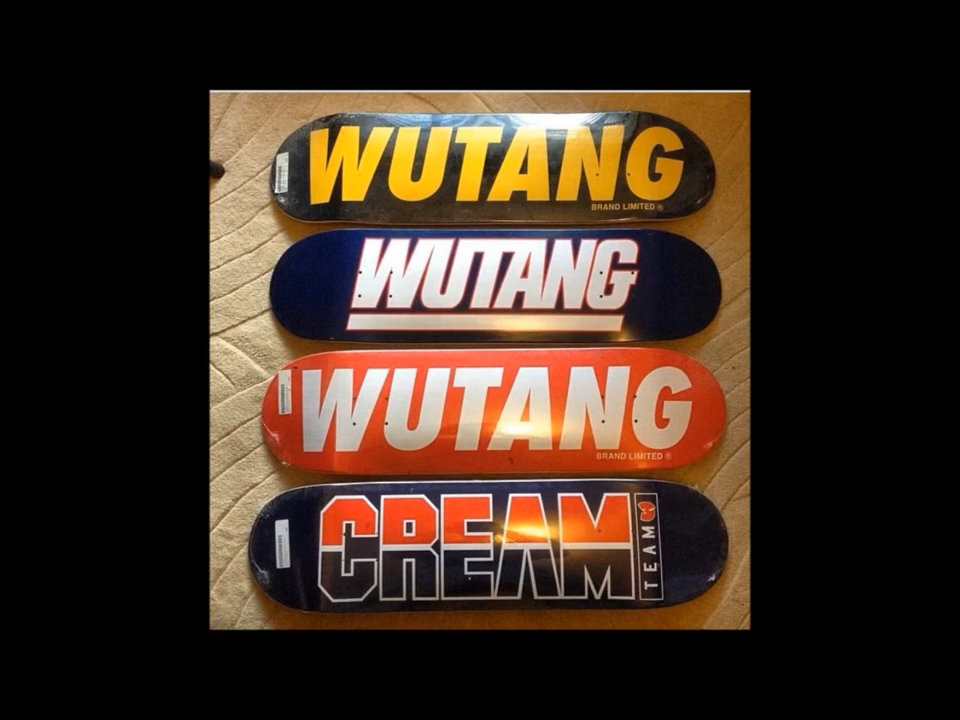 WUTANG
BRAND LIMITED ®
WUTANG
WUTANG
BRAND LIMITED ®
CREAM
TEAM